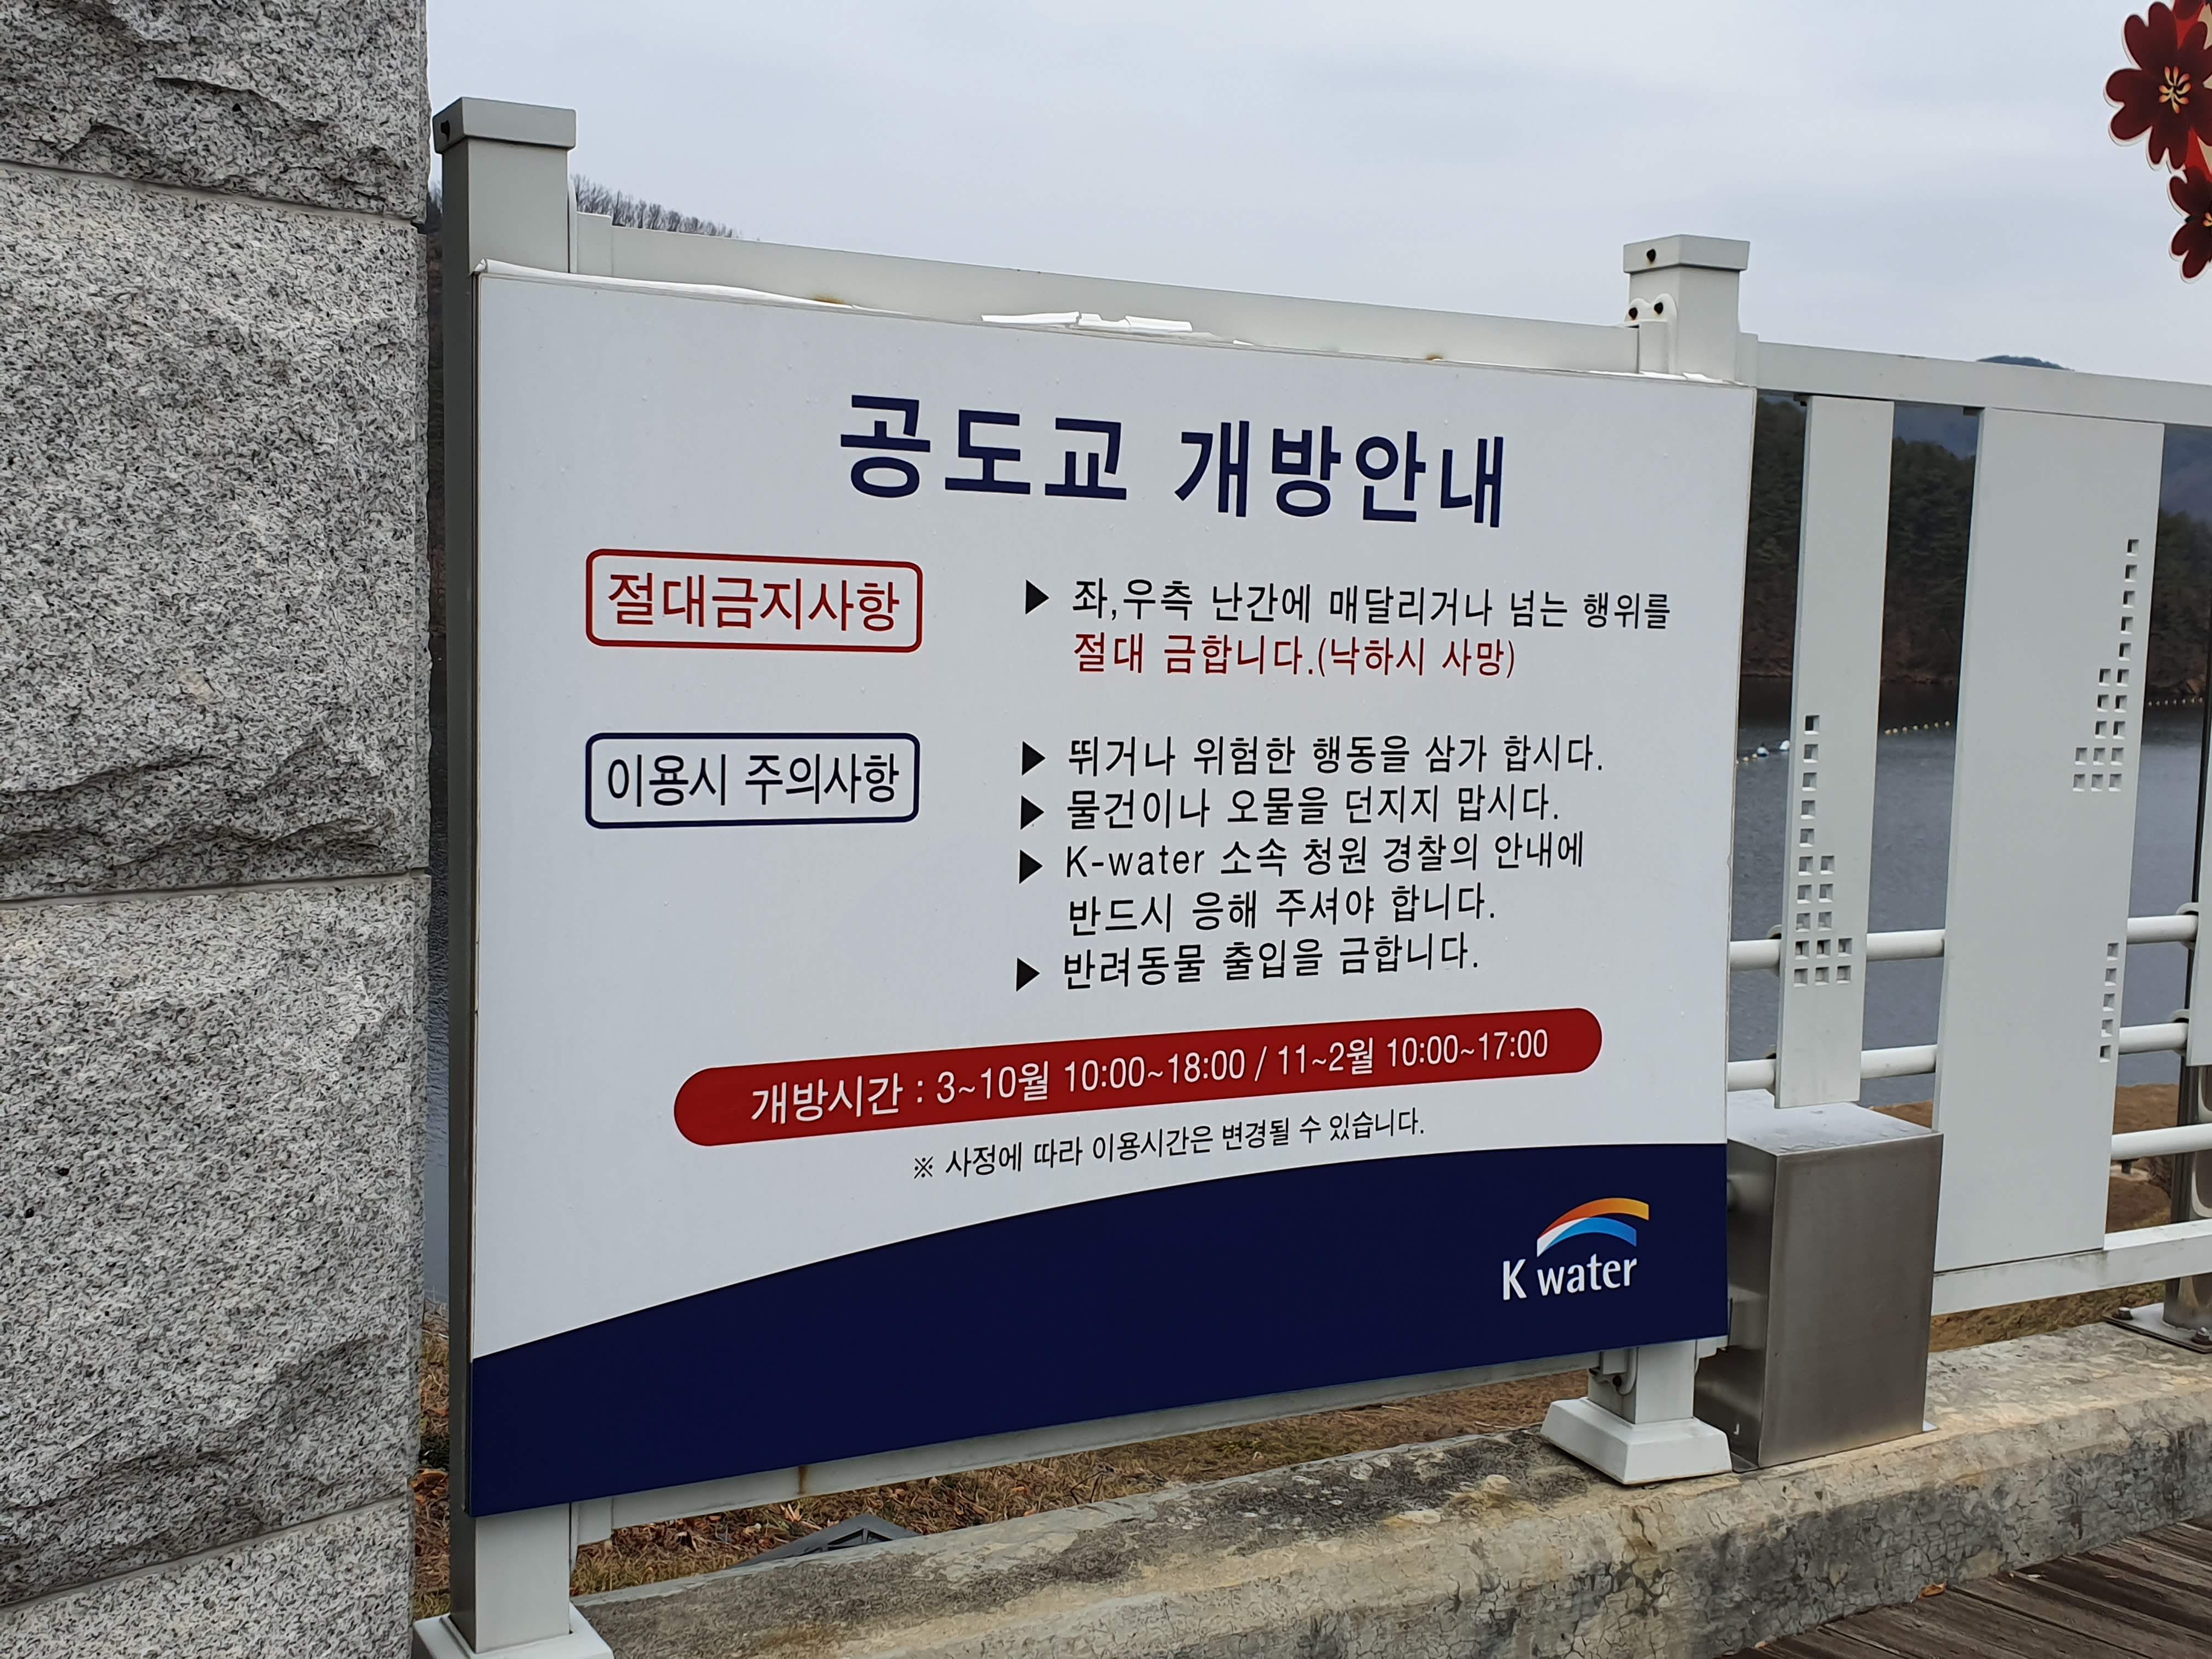 공도교 개방안내
절대금지사항
▶ 좌,우측 난간에 매달리거나 넘는 행위를
절대 금합니다.(낙하시 사망)
이용시 주의사항
▶ 뛰거나 위험한 행동을 삼가 합시다.
▶ 물건이나 오물을 던지지 맙시다.
▶ K-water 소속 청원 경찰의 안내에
반드시 응해 주셔야 합니다.
▶ 반려동물 출입을 금합니다.
개방시간 : 3~10월 10:00~18:00 / 11~2월 10:00~17:00
※ 사정에 따라 이용시간은 변경될 수 있습니다.
K water